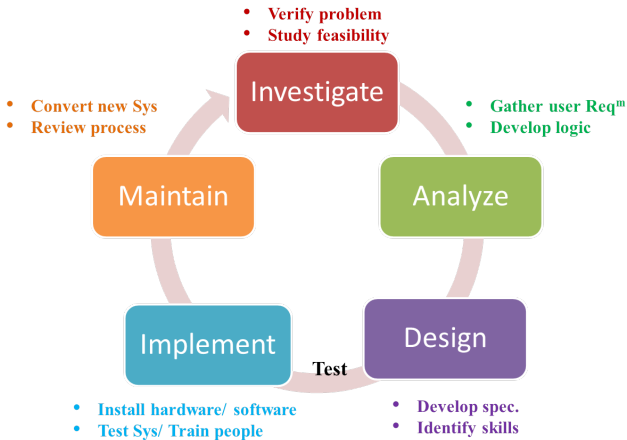 • Verify problem
• Study feasibility
Investigate
• Convert new Sys
• Review process
• Gather user Reqᵐ
• Develop logic
Maintain
Analyze
Implement
Test
Design
• Install hardware/ software
• Test Sys/ Train people
• Develop spec.
• Identify skills